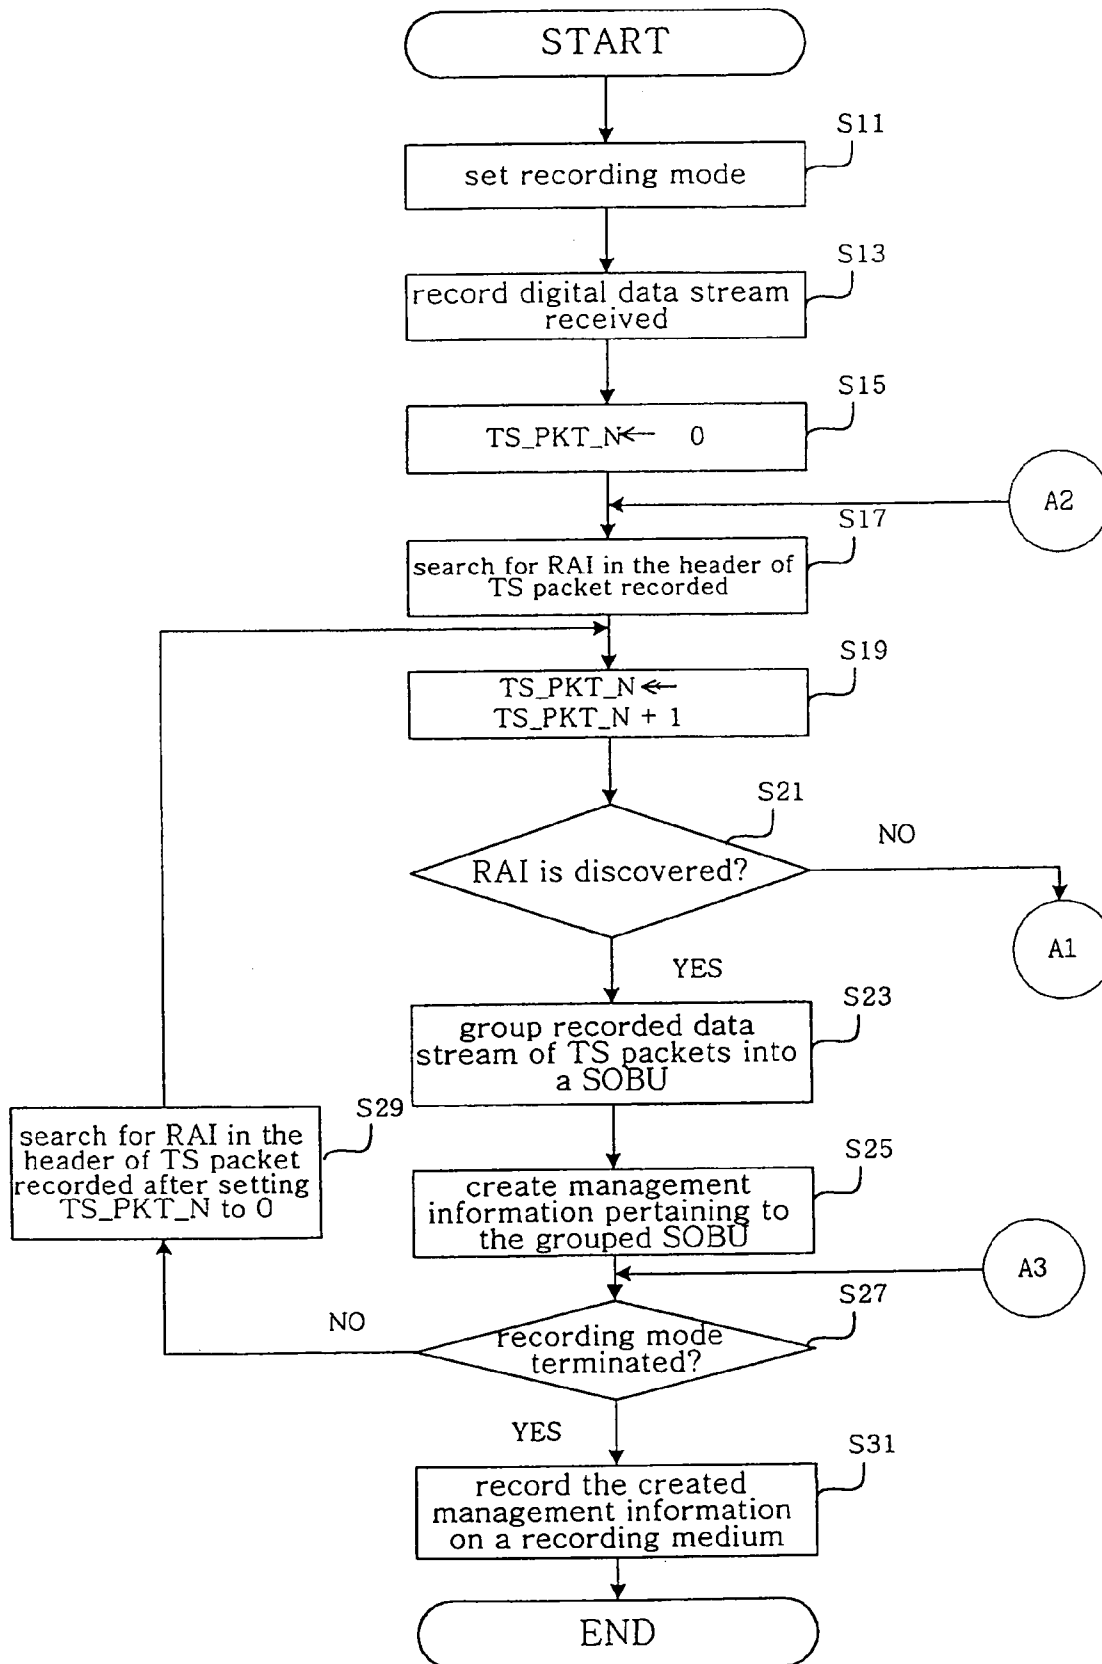 START
S11
set recording mode
S13
record digital data stream
received
S15
TS_PKT_N← 0
A2
S17
search for RAI in the header of
TS packet recorded
S19
TS_PKT_N←
TS_PKT_N + 1
S21
NO
RAI is discovered?
A1
YES
S23
group recorded data
stream of TS packets into
a SOBU
S29
search for RAI in the
header of TS packet
recorded after setting
TS_PKT_N to 0
S25
create management
information pertaining to
the grouped SOBU
A3
S27
NO
recording mode
terminated?
YES
S31
record the created
management information
on a recording medium
END